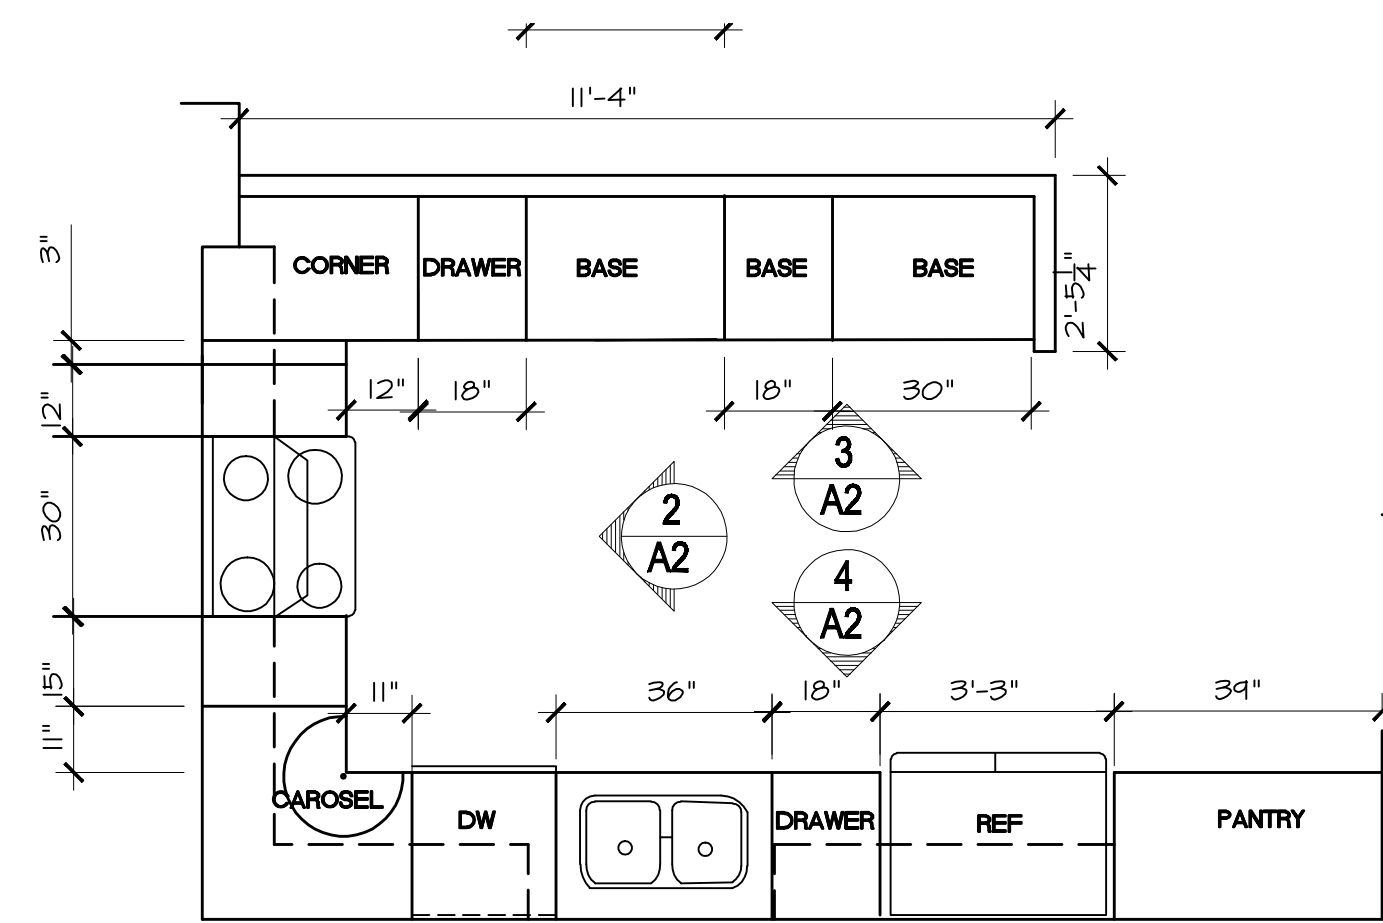 11'-4"
3"
CORNER
DRAWER
BASE
BASE
BASE
2'-5 1/4"
12"
12"
18"
18"
30"
3
A2
2
A2
30"
4
A2
15"
11"
36"
18"
3'-3"
39"
11"
CAROSEL
DW
DRAWER
REF
PANTRY